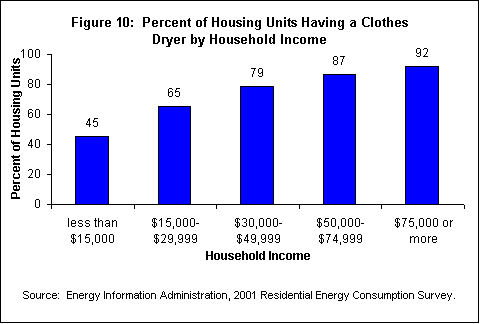 Figure 10:  Percent of Housing Units Having a Clothes
Dryer by Household Income
Percent of Housing Units
100
80
60
40
20
0
45
65
79
87
92
less than
$15,000
$15,000-
$29,999
$30,000-
$49,999
$50,000-
$74,999
$75,000 or
more
Household Income
Source:  Energy Information Administration, 2001 Residential Energy Consumption Survey.